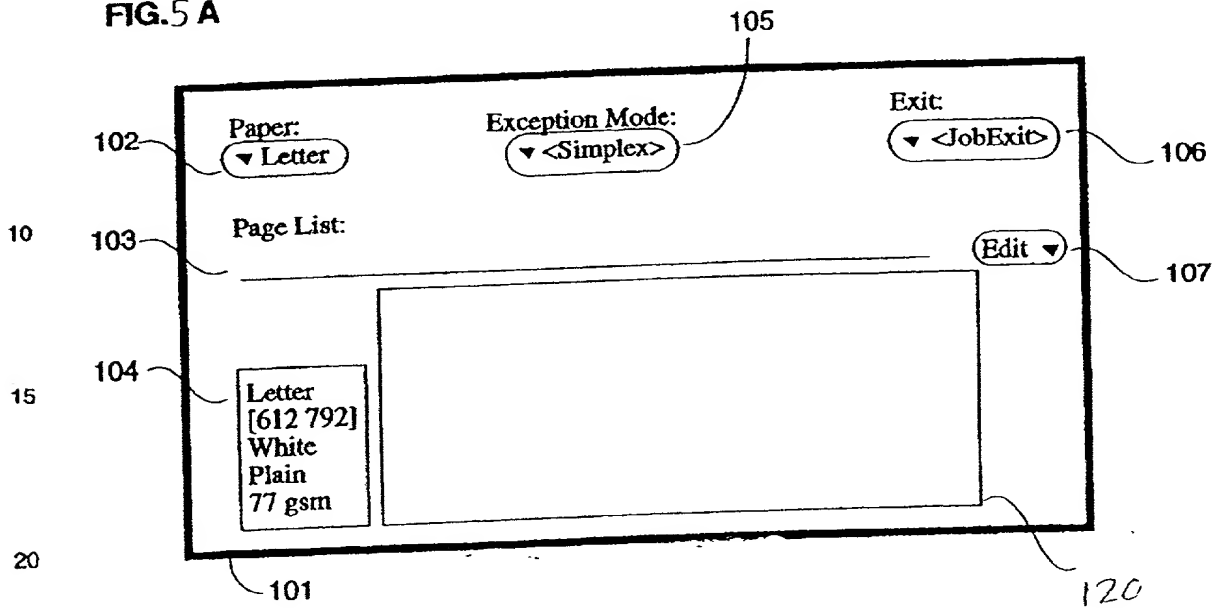 FIG.5 A
105
Paper:
Exception Mode:
Exit:
102
▼ Letter
▼ <Simplex>
▼ <JobExit>
106
10
103
Page List:
Edit ▼
107
104
15
Letter
[612 792]
White
Plain
77 gsm
20
101
120